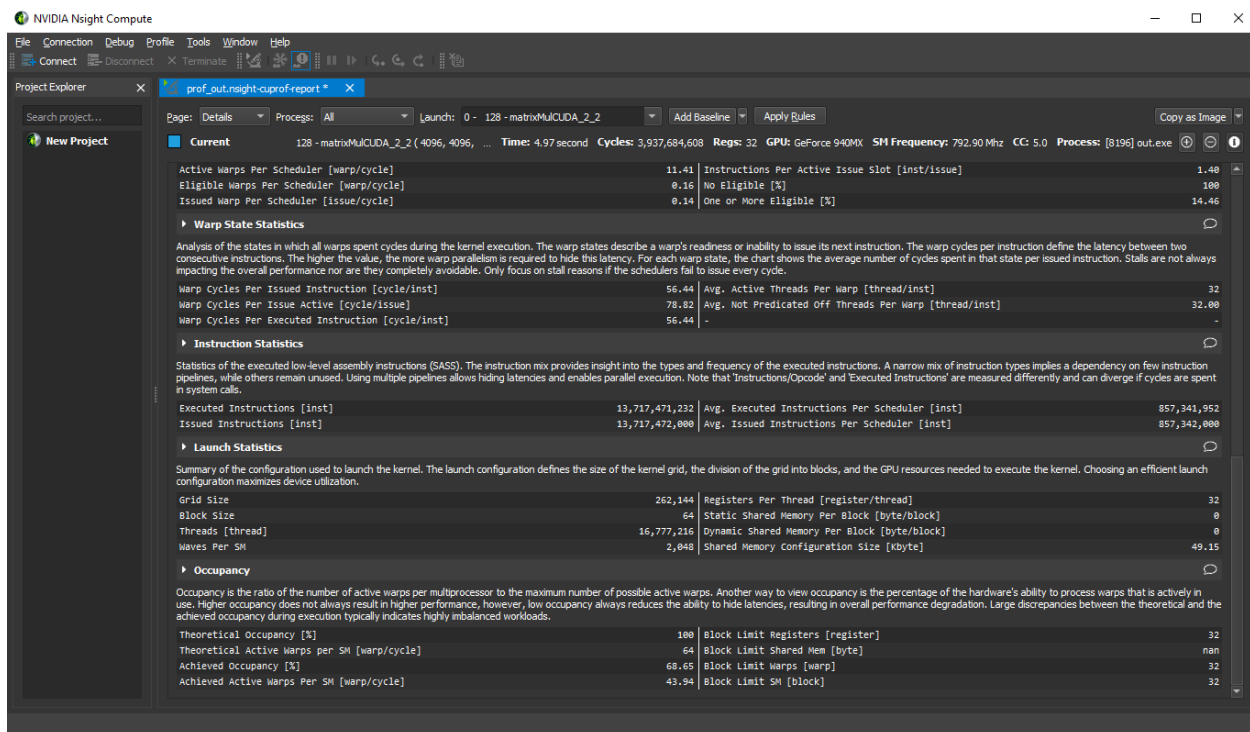 NVIDIA Nsight Compute
File Connection Debug Profile Tools Window Help
Connect Disconnect Terminate
Project Explorer
prof_out.nsight-cuprof-report *
Search project...
Page: Details Process: All Launch: 0 - 128 - matrixMulCUDA_2_2 Add Baseline Apply Rules Copy as Image
New Project
Current 128 - matrixMulCUDA_2_2 ( 4096, 4096, ... Time: 4.97 second Cycles: 3,937,684,608 Regs: 32 GPU: GeForce 940MX SM Frequency: 792.90 Mhz CC: 5.0 Process: [8196] out.exe
Active Warps Per Scheduler [warp/cycle] 11.41 Instructions Per Active Issue Slot [inst/issue] 1.40
Eligible Warps Per Scheduler [warp/cycle] 0.16 No Eligible [%] 100
Issued Warp Per Scheduler [issue/cycle] 0.14 One or More Eligible [%] 14.46
Warp State Statistics
Analysis of the states in which all warps spent cycles during the kernel execution. The warp states describe a warp's readiness or inability to issue its next instruction. The warp cycles per instruction define the latency between two
consecutive instructions. The higher the value, the more warp parallelism is required to hide this latency. For each warp state, the chart shows the average number of cycles spent in that state per issued instruction. Stalls are not always
impacting the overall performance nor are they completely avoidable. Only focus on stall reasons if the schedulers fail to issue every cycle.
Warp Cycles Per Issued Instruction [cycle/inst] 56.44 Avg. Active Threads Per Warp [thread/inst] 32
Warp Cycles Per Issue Active [cycle/issue] 78.82 Avg. Not Predicated Off Threads Per Warp [thread/inst] 32.00
Warp Cycles Per Executed Instruction [cycle/inst] 56.44 - -
Instruction Statistics
Statistics of the executed low-level assembly instructions (SASS). The instruction mix provides insight into the types and frequency of the executed instructions. A narrow mix of instruction types implies a dependency on few instruction
pipelines, while others remain unused. Using multiple pipelines allows hiding latencies and enables parallel execution. Note that 'Instructions/Opcode' and 'Executed Instructions' are measured differently and can diverge if cycles are spent
in system calls.
Executed Instructions [inst] 13,717,471,232 Avg. Executed Instructions Per Scheduler [inst] 857,341,952
Issued Instructions [inst] 13,717,472,000 Avg. Issued Instructions Per Scheduler [inst] 857,342,000
Launch Statistics
Summary of the configuration used to launch the kernel. The launch configuration defines the size of the kernel grid, the division of the grid into blocks, and the GPU resources needed to execute the kernel. Choosing an efficient launch
configuration maximizes device utilization.
Grid Size 262,144 Registers Per Thread [register/thread] 32
Block Size 64 Static Shared Memory Per Block [byte/block] 0
Threads [thread] 16,777,216 Dynamic Shared Memory Per Block [byte/block] 0
Waves Per SM 2,048 Shared Memory Configuration Size [Kbyte] 49.15
Occupancy
Occupancy is the ratio of the number of active warps per multiprocessor to the maximum number of possible active warps. Another way to view occupancy is the percentage of the hardware's ability to process warps that is actively in
use. Higher occupancy does not always result in higher performance, however, low occupancy always reduces the ability to hide latencies, resulting in overall performance degradation. Large discrepancies between the theoretical and the
achieved occupancy during execution typically indicates highly imbalanced workloads.
Theoretical Occupancy [%] 100 Block Limit Registers [register] 32
Theoretical Active Warps per SM [warp/cycle] 64 Block Limit Shared Mem [byte] nan
Achieved Occupancy [%] 68.65 Block Limit Warps [warp] 32
Achieved Active Warps Per SM [warp/cycle] 43.94 Block Limit SM [block] 32